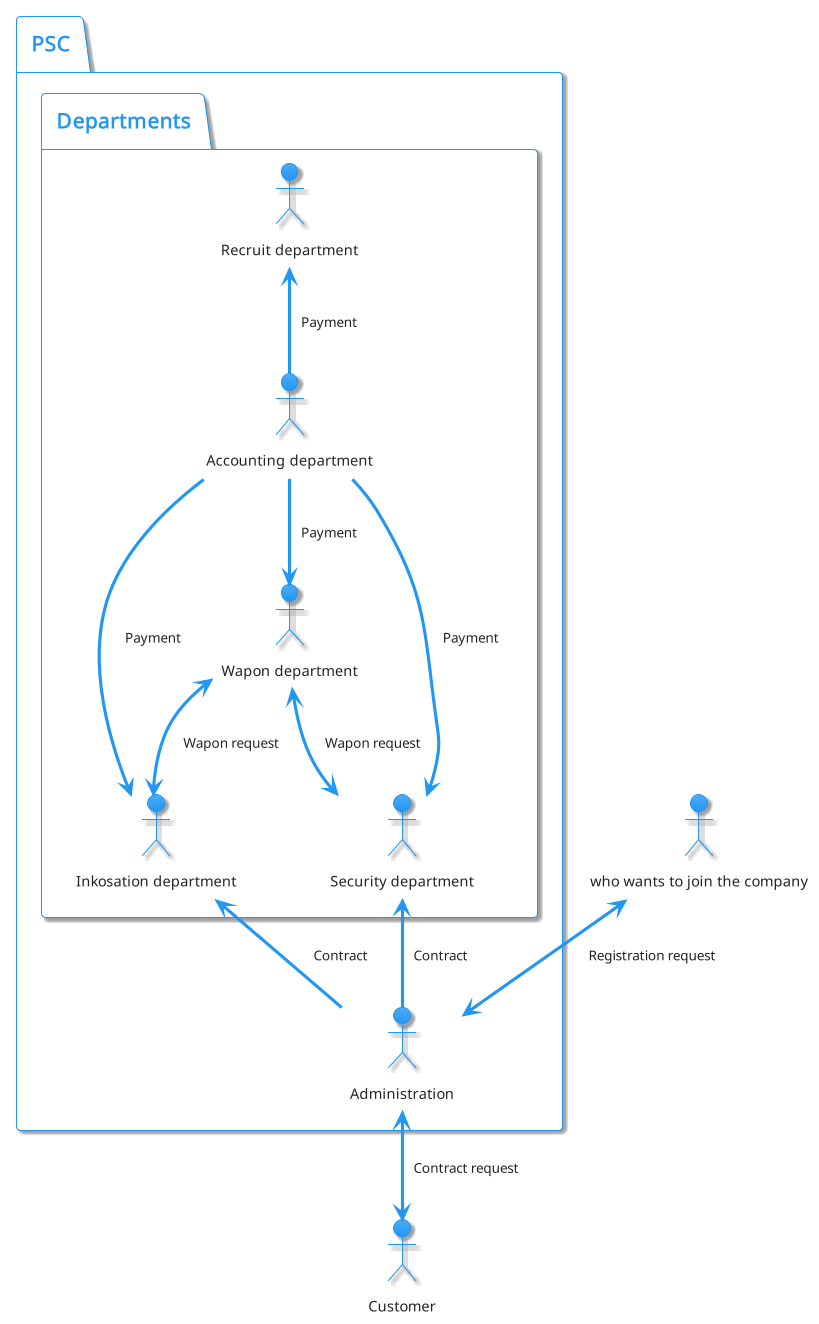 PSC
Departments
Recruit department
Payment
Accounting department
Payment
Payment
Payment
Wapon department
Wapon request
Wapon request
Inkosation department
Security department
who wants to join the company
Contract
Contract
Registration request
Administration
Contract request
Customer